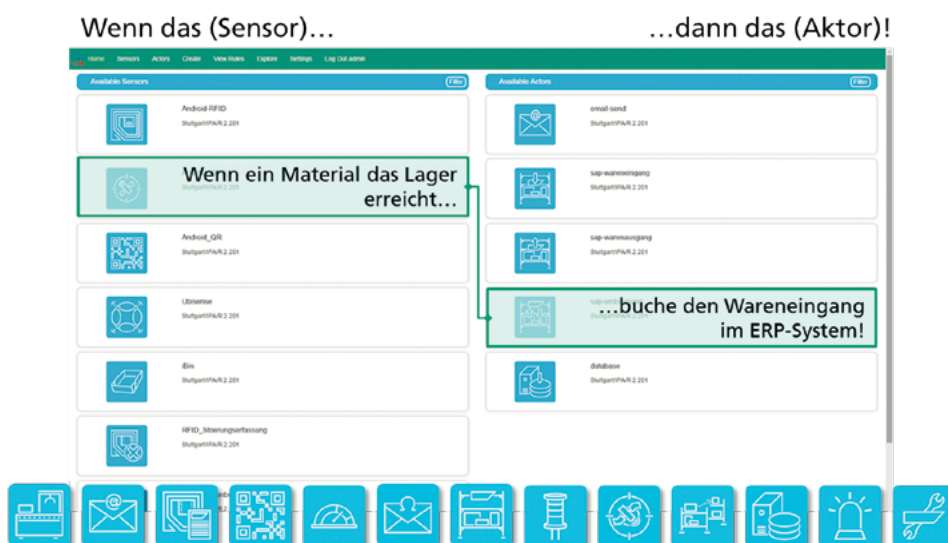 Wenn das (Sensor)...
...dann das (Aktor)!
Home Sensors Actors Create View Rules Explore Settings Log Out admin
Available Sensors Filter
Available Actors Filter
Android-RFID
Stuttgart/IPA/R.2.201
email-send
Stuttgart/IPA/R.2.201
Wenn ein Material das Lager
erreicht...
sap-wareneingang
Stuttgart/IPA/R.2.201
Android_QR
Stuttgart/IPA/R.2.201
sap-warenausgang
Stuttgart/IPA/R.2.201
Ubisense
Stuttgart/IPA/R.2.201
...buche den Wareneingang
im ERP-System!
iBin
Stuttgart/IPA/R.2.201
database
Stuttgart/IPA/R.2.201
RFID_Stoerungserfassung
Stuttgart/IPA/R.2.201